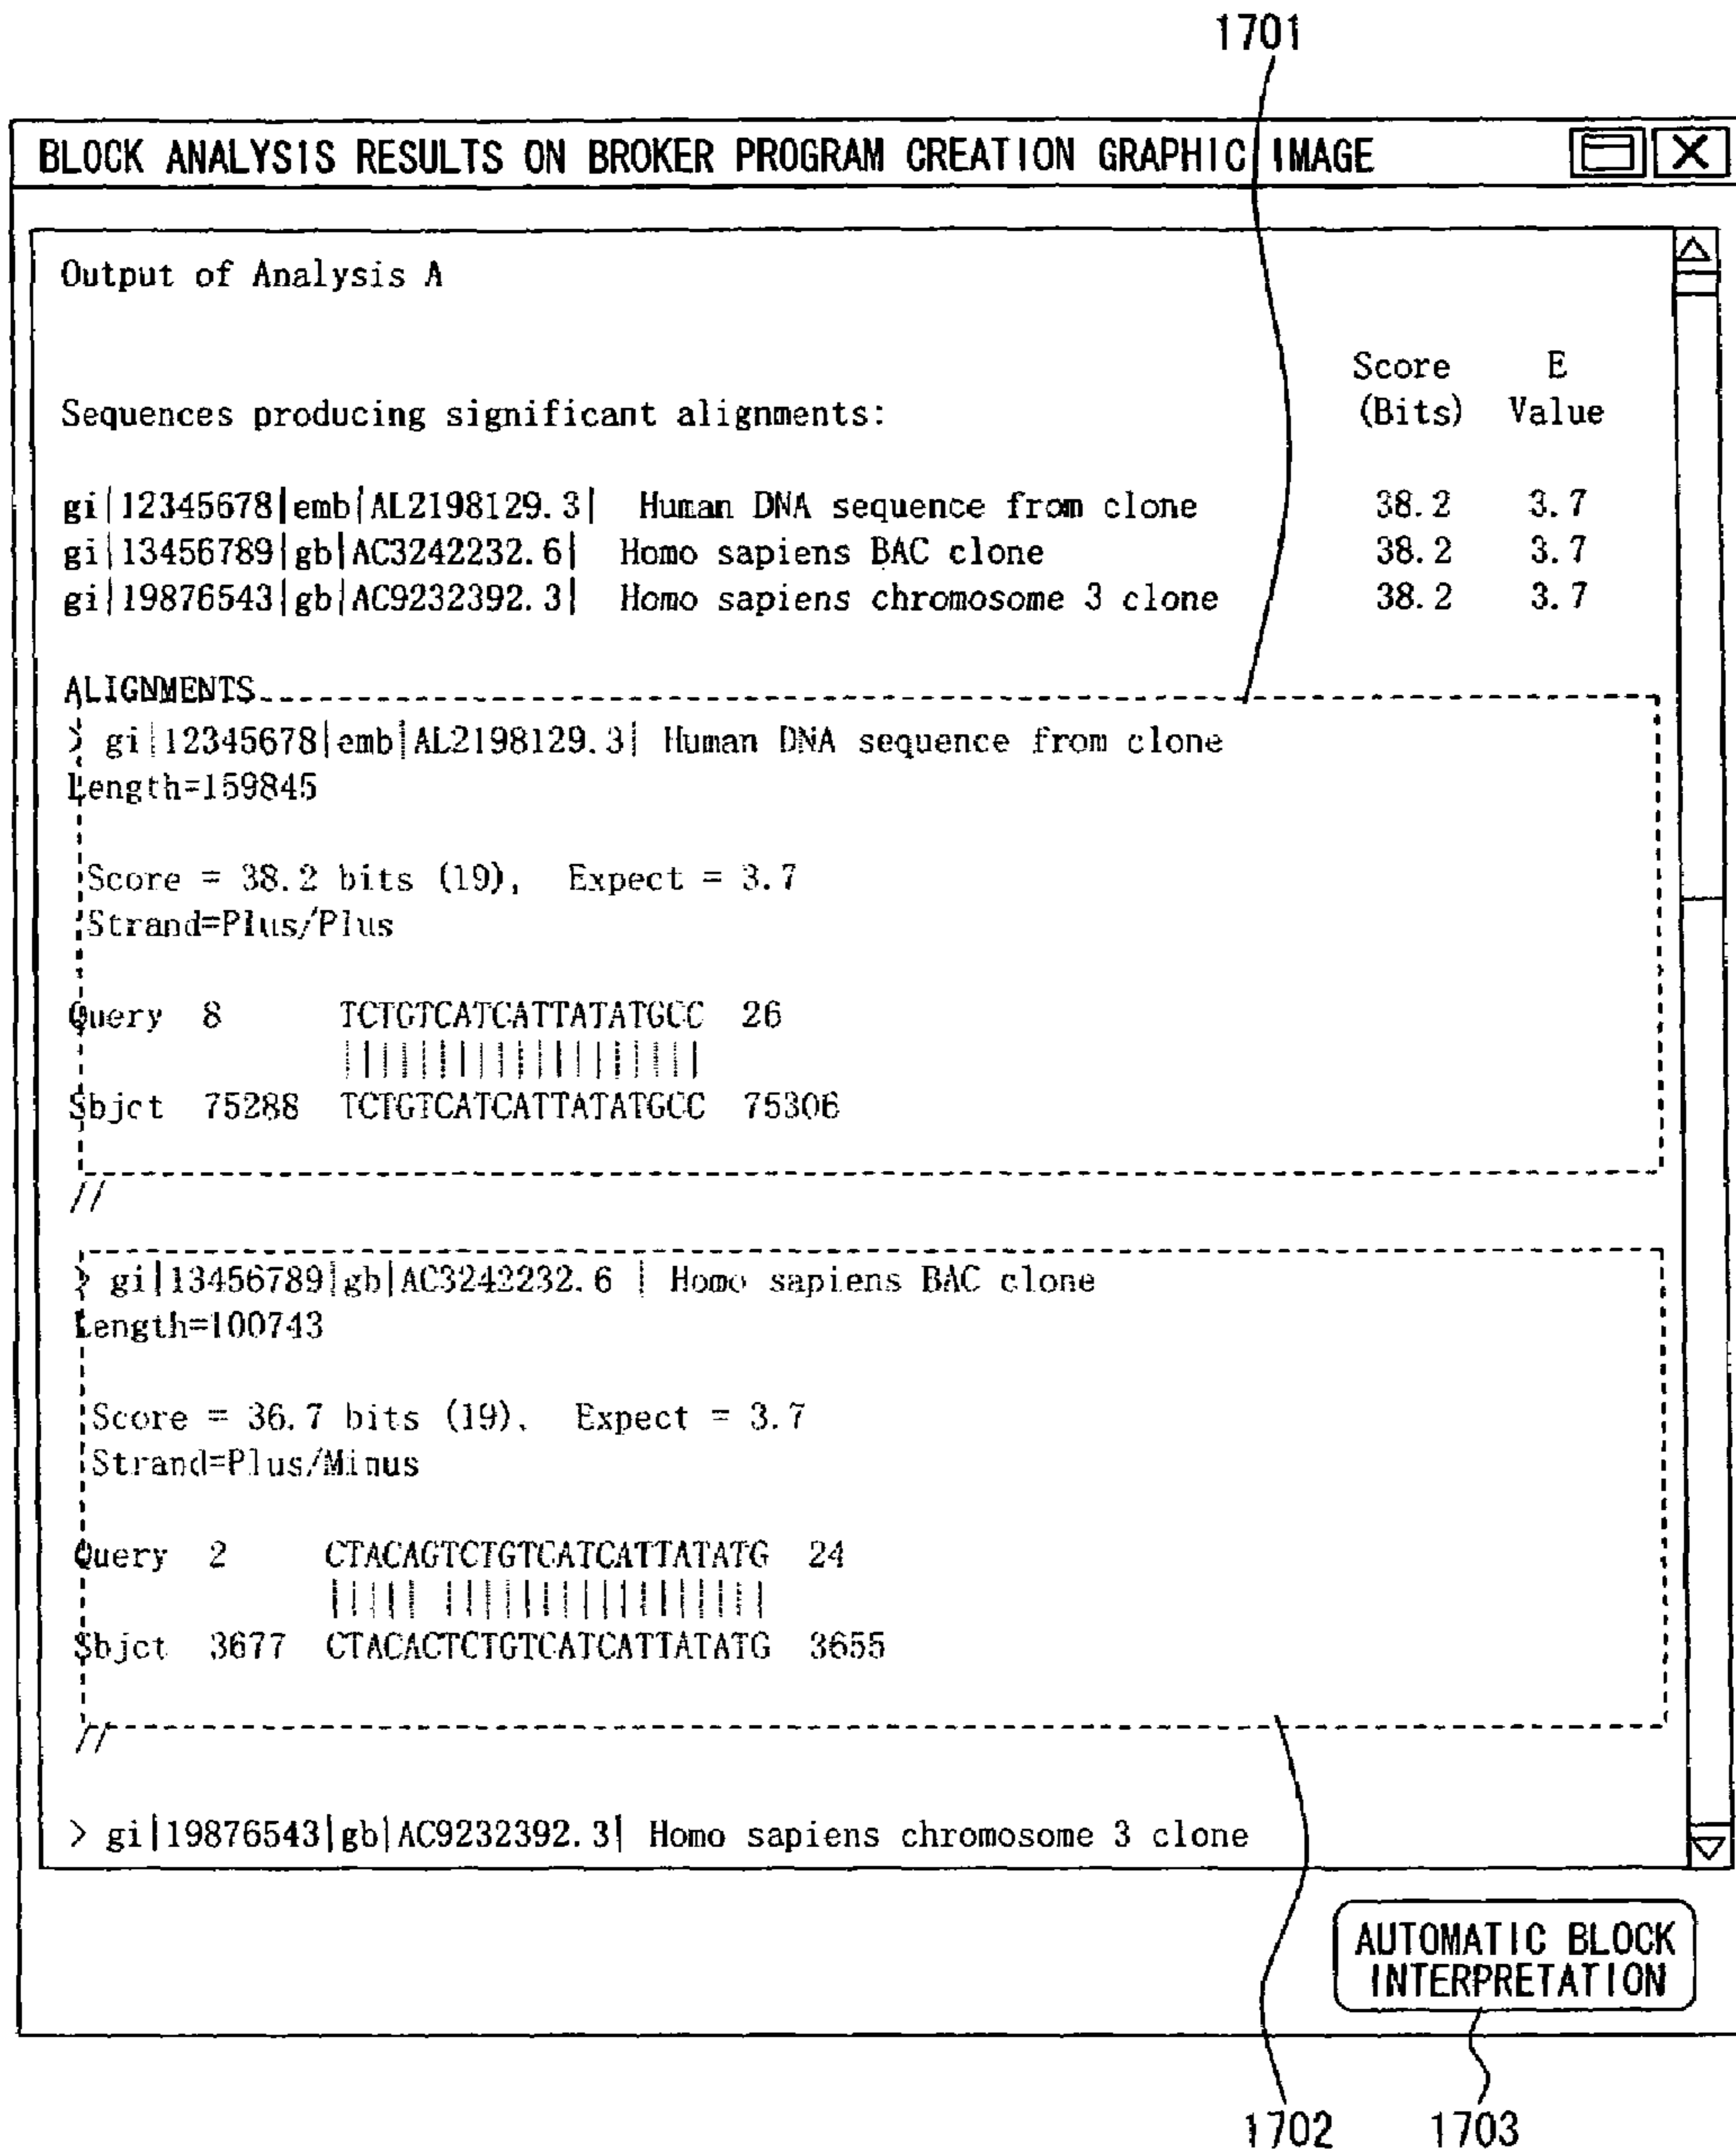 1701
BLOCK ANALYSIS RESULTS ON BROKER PROGRAM CREATION GRAPHIC IMAGE
Output of Analysis A
Score E
Sequences producing significant alignments: (Bits) Value
gi|12345678|emb|AL2198129.3| Human DNA sequence from clone 38.2 3.7
gi|13456789|gb|AC3242232.6| Homo sapiens BAC clone 38.2 3.7
gi|19876543|gb|AC9232392.3| Homo sapiens chromosome 3 clone 38.2 3.7
ALIGNMENTS
> gi|12345678|emb|AL2198129.3| Human DNA sequence from clone
Length=159845
Score = 38.2 bits (19), Expect = 3.7
Strand=Plus/Plus
Query 8 TCTGTCATCATTATATGCC 26
|||||||||||||||||||
Sbjct 75288 TCTGTCATCATTATATGCC 75306
//
> gi|13456789|gb|AC3242232.6 | Homo sapiens BAC clone
Length=100743
Score = 36.7 bits (19), Expect = 3.7
Strand=Plus/Minus
Query 2 CTACAGTCTGTCATCATTATATG 24
||||| |||||||||||||||||
Sbjct 3677 CTACACTCTGTCATCATTATATG 3655
//
> gi|19876543|gb|AC9232392.3| Homo sapiens chromosome 3 clone
AUTOMATIC BLOCK
INTERPRETATION
1702 1703